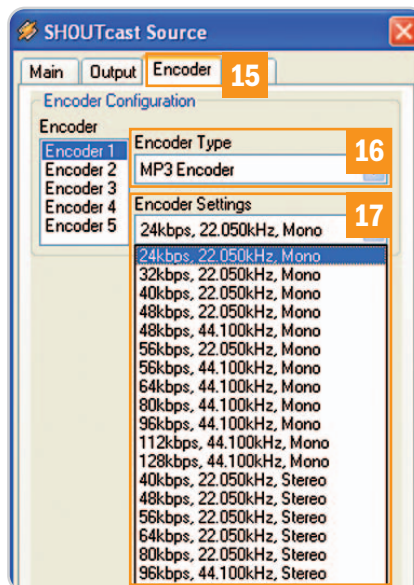 SHOUTcast Source
Main Output Encoder 15
Encoder Configuration
Encoder
Encoder 1
Encoder 2
Encoder 3
Encoder 4
Encoder 5
Encoder Type 16
MP3 Encoder
Encoder Settings 17
24kbps, 22.050kHz, Mono
24kbps, 22.050kHz, Mono
32kbps, 22.050kHz, Mono
40kbps, 22.050kHz, Mono
48kbps, 22.050kHz, Mono
48kbps, 44.100kHz, Mono
56kbps, 22.050kHz, Mono
56kbps, 44.100kHz, Mono
64kbps, 44.100kHz, Mono
80kbps, 44.100kHz, Mono
96kbps, 44.100kHz, Mono
112kbps, 44.100kHz, Mono
128kbps, 44.100kHz, Mono
40kbps, 22.050kHz, Stereo
48kbps, 22.050kHz, Stereo
56kbps, 22.050kHz, Stereo
64kbps, 22.050kHz, Stereo
80kbps, 22.050kHz, Stereo
96kbps, 44.100kHz, Stereo